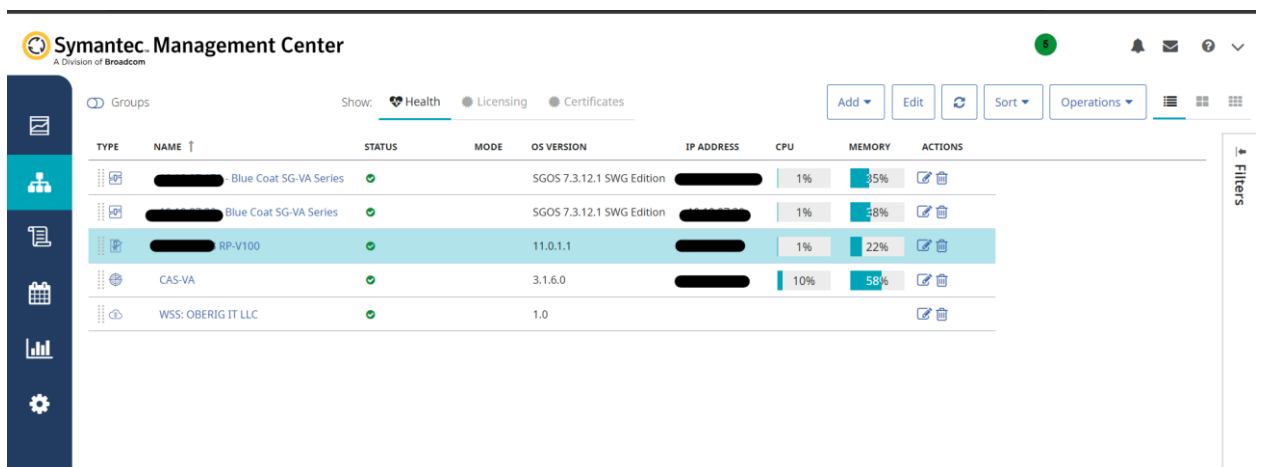 Symantec™ Management Center
A Division of Broadcom
5
Groups Show: Health Licensing Certificates Add Edit Sort Operations
TYPE NAME ↑ STATUS MODE OS VERSION IP ADDRESS CPU MEMORY ACTIONS
- Blue Coat SG-VA Series SGOS 7.3.12.1 SWG Edition 1% 35%
Blue Coat SG-VA Series SGOS 7.3.12.1 SWG Edition 1% 48%
RP-V100 11.0.1.1 1% 22%
CAS-VA 3.1.6.0 10% 58%
WSS: OBERIG IT LLC 1.0
Filters